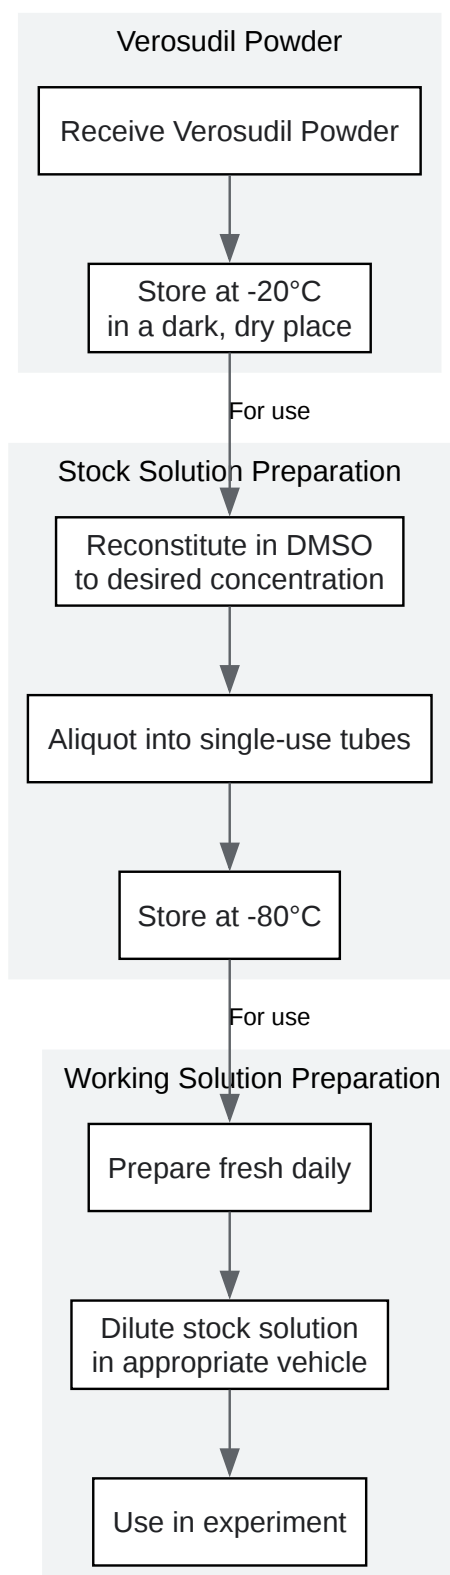 Verosudil Powder
Receive Verosudil Powder
Store at -20°C
in a dark, dry place
For use
Stock Solution Preparation
Reconstitute in DMSO
to desired concentration
Aliquot into single-use tubes
Store at -80°C
For use
Working Solution Preparation
Prepare fresh daily
Dilute stock solution
in appropriate vehicle
Use in experiment